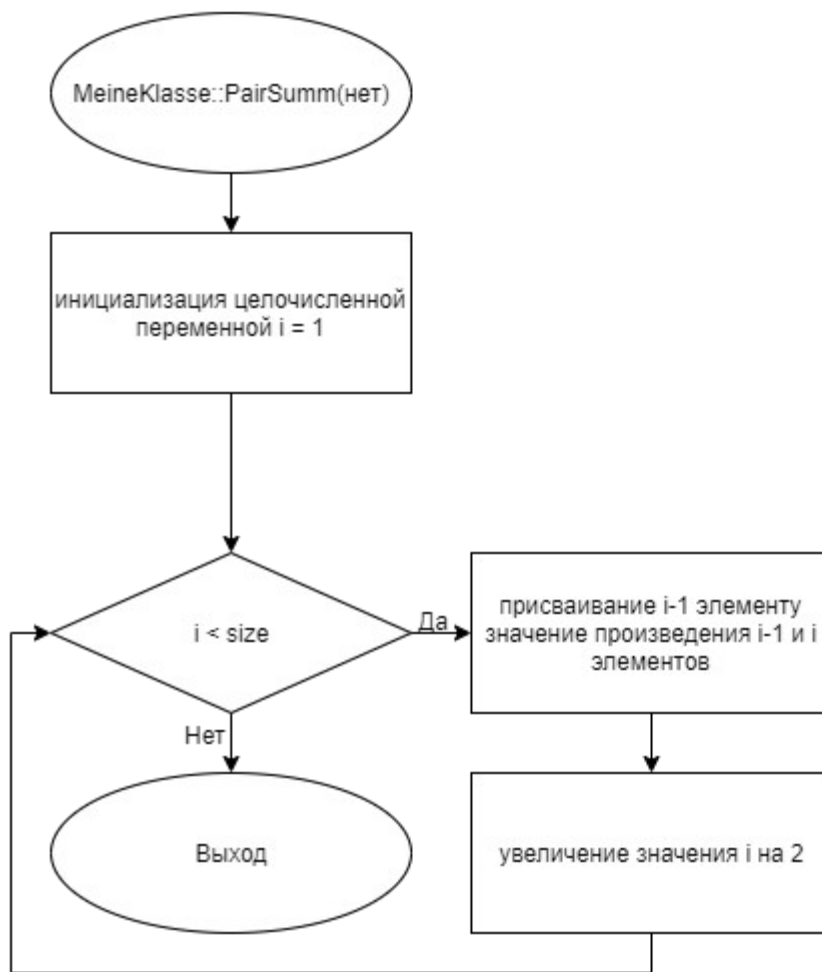 MeineKlasse::PairSumm(нет)
инициализация целочисленной
переменной i = 1
i < size
Да
присваивание i-1 элементу
значение произведения i-1 и i
элементов
Нет
Выход
увеличение значения i на 2